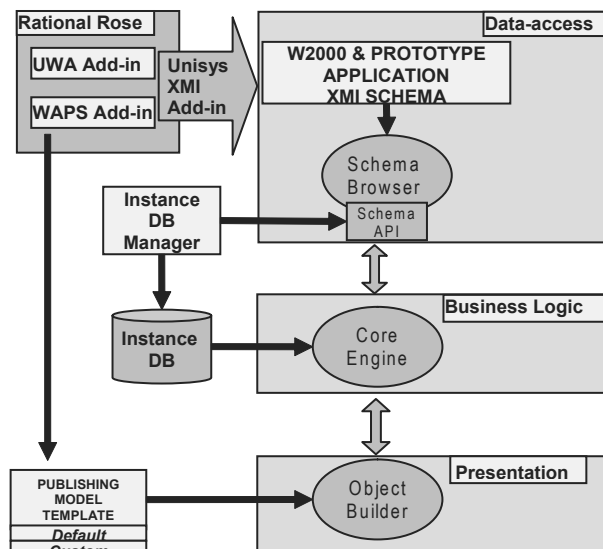 Rational Rose
UWA Add-in
WAPS Add-in
Unisys
XMI
Add-in
Data-access
W2000 & PROTOTYPE
APPLICATION
XMI SCHEMA
Schema
Browser
Schema
API
Instance
DB
Manager
Instance
DB
Business Logic
Core
Engine
PUBLISHING
MODEL
TEMPLATE
Default
Custom
Presentation
Object
Builder